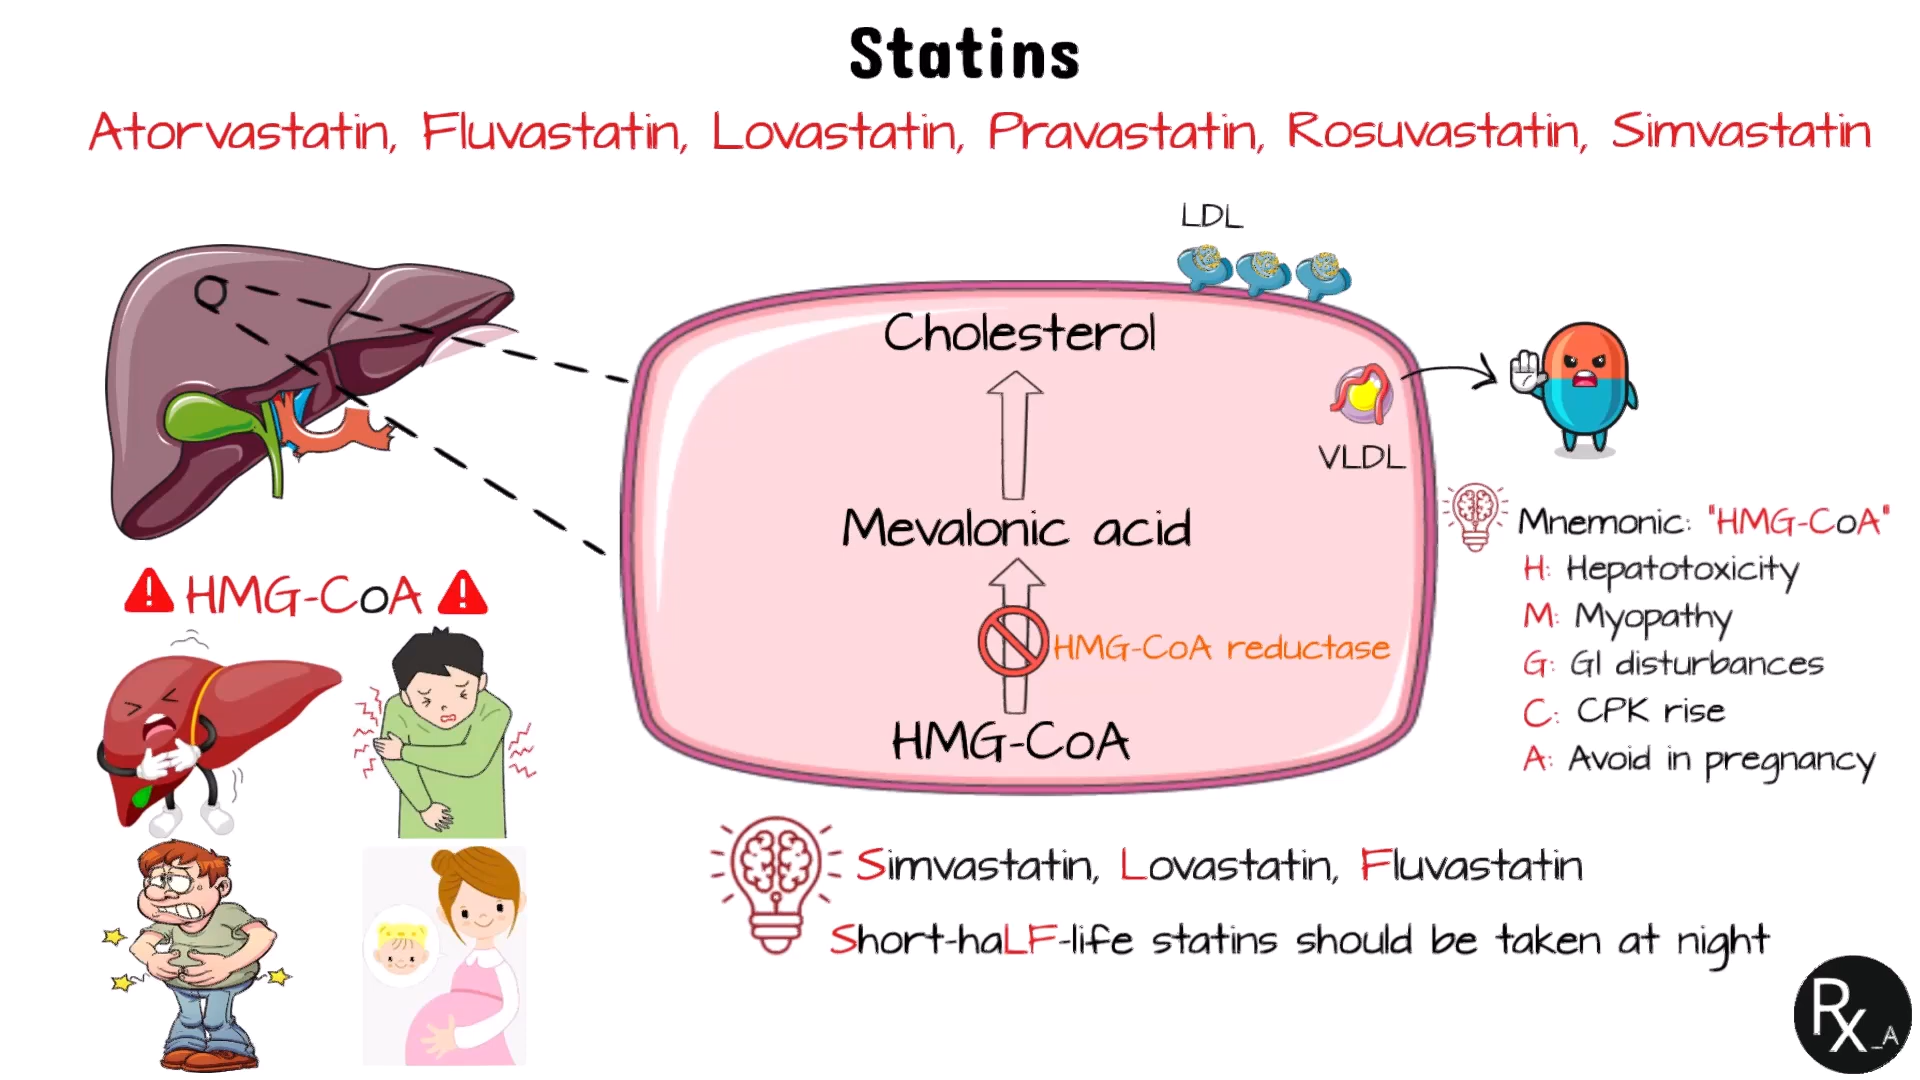 Statins
Atorvastatin, Fluvastatin, Lovastatin, Pravastatin, Rosuvastatin, Simvastatin
LDL
Cholesterol
VLDL
Mevalonic acid
HMG-CoA reductase
HMG-CoA
Mnemonic: "HMG-CoA"
H: Hepatotoxicity
M: Myopathy
G: GI disturbances
C: CPK rise
A: Avoid in pregnancy
HMG-CoA
Simvastatin, Lovastatin, Fluvastatin
Short-haLF-life statins should be taken at night
Rx_A